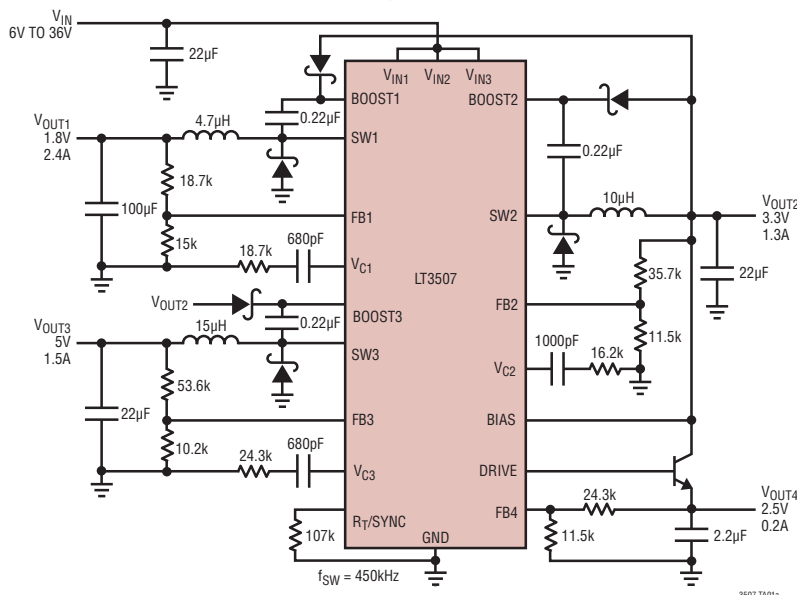 VIN
6V TO 36V
22µF
VIN1 VIN2 VIN3
BOOST1
BOOST2
0.22µF
0.22µF
VOUT1
1.8V
2.4A
4.7µH
SW1
18.7k
100µF
FB1
15k
18.7k
680pF
VC1
LT3507
SW2
10µH
VOUT2
3.3V
1.3A
35.7k
22µF
FB2
11.5k
1000pF
16.2k
VC2
VOUT2
BOOST3
0.22µF
VOUT3
5V
1.5A
15µH
SW3
53.6k
22µF
FB3
10.2k
24.3k
680pF
VC3
BIAS
DRIVE
RT/SYNC
107k
GND
fSW = 450kHz
FB4
24.3k
11.5k
VOUT4
2.5V
0.2A
2.2µF
3507 TA01a